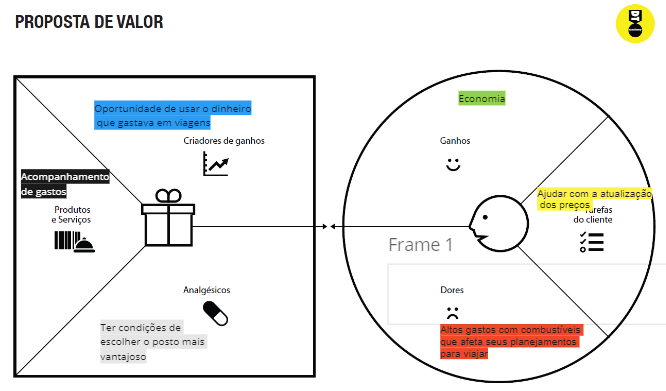 PROPOSTA DE VALOR
Oportunidade de usar o dinheiro
que gastava em viagens
Criadores de ganhos
Acompanhamento
de gastos
Produtos
e Serviços
Analgésicos
Ter condições de
escolher o posto mais
vantajoso
Economia
Ganhos
Ajudar com a atualização
dos preços
Tarefas
do cliente
Frame 1
Dores
Altos gastos com combustíveis
que afeta seus planejamentos
para viajar